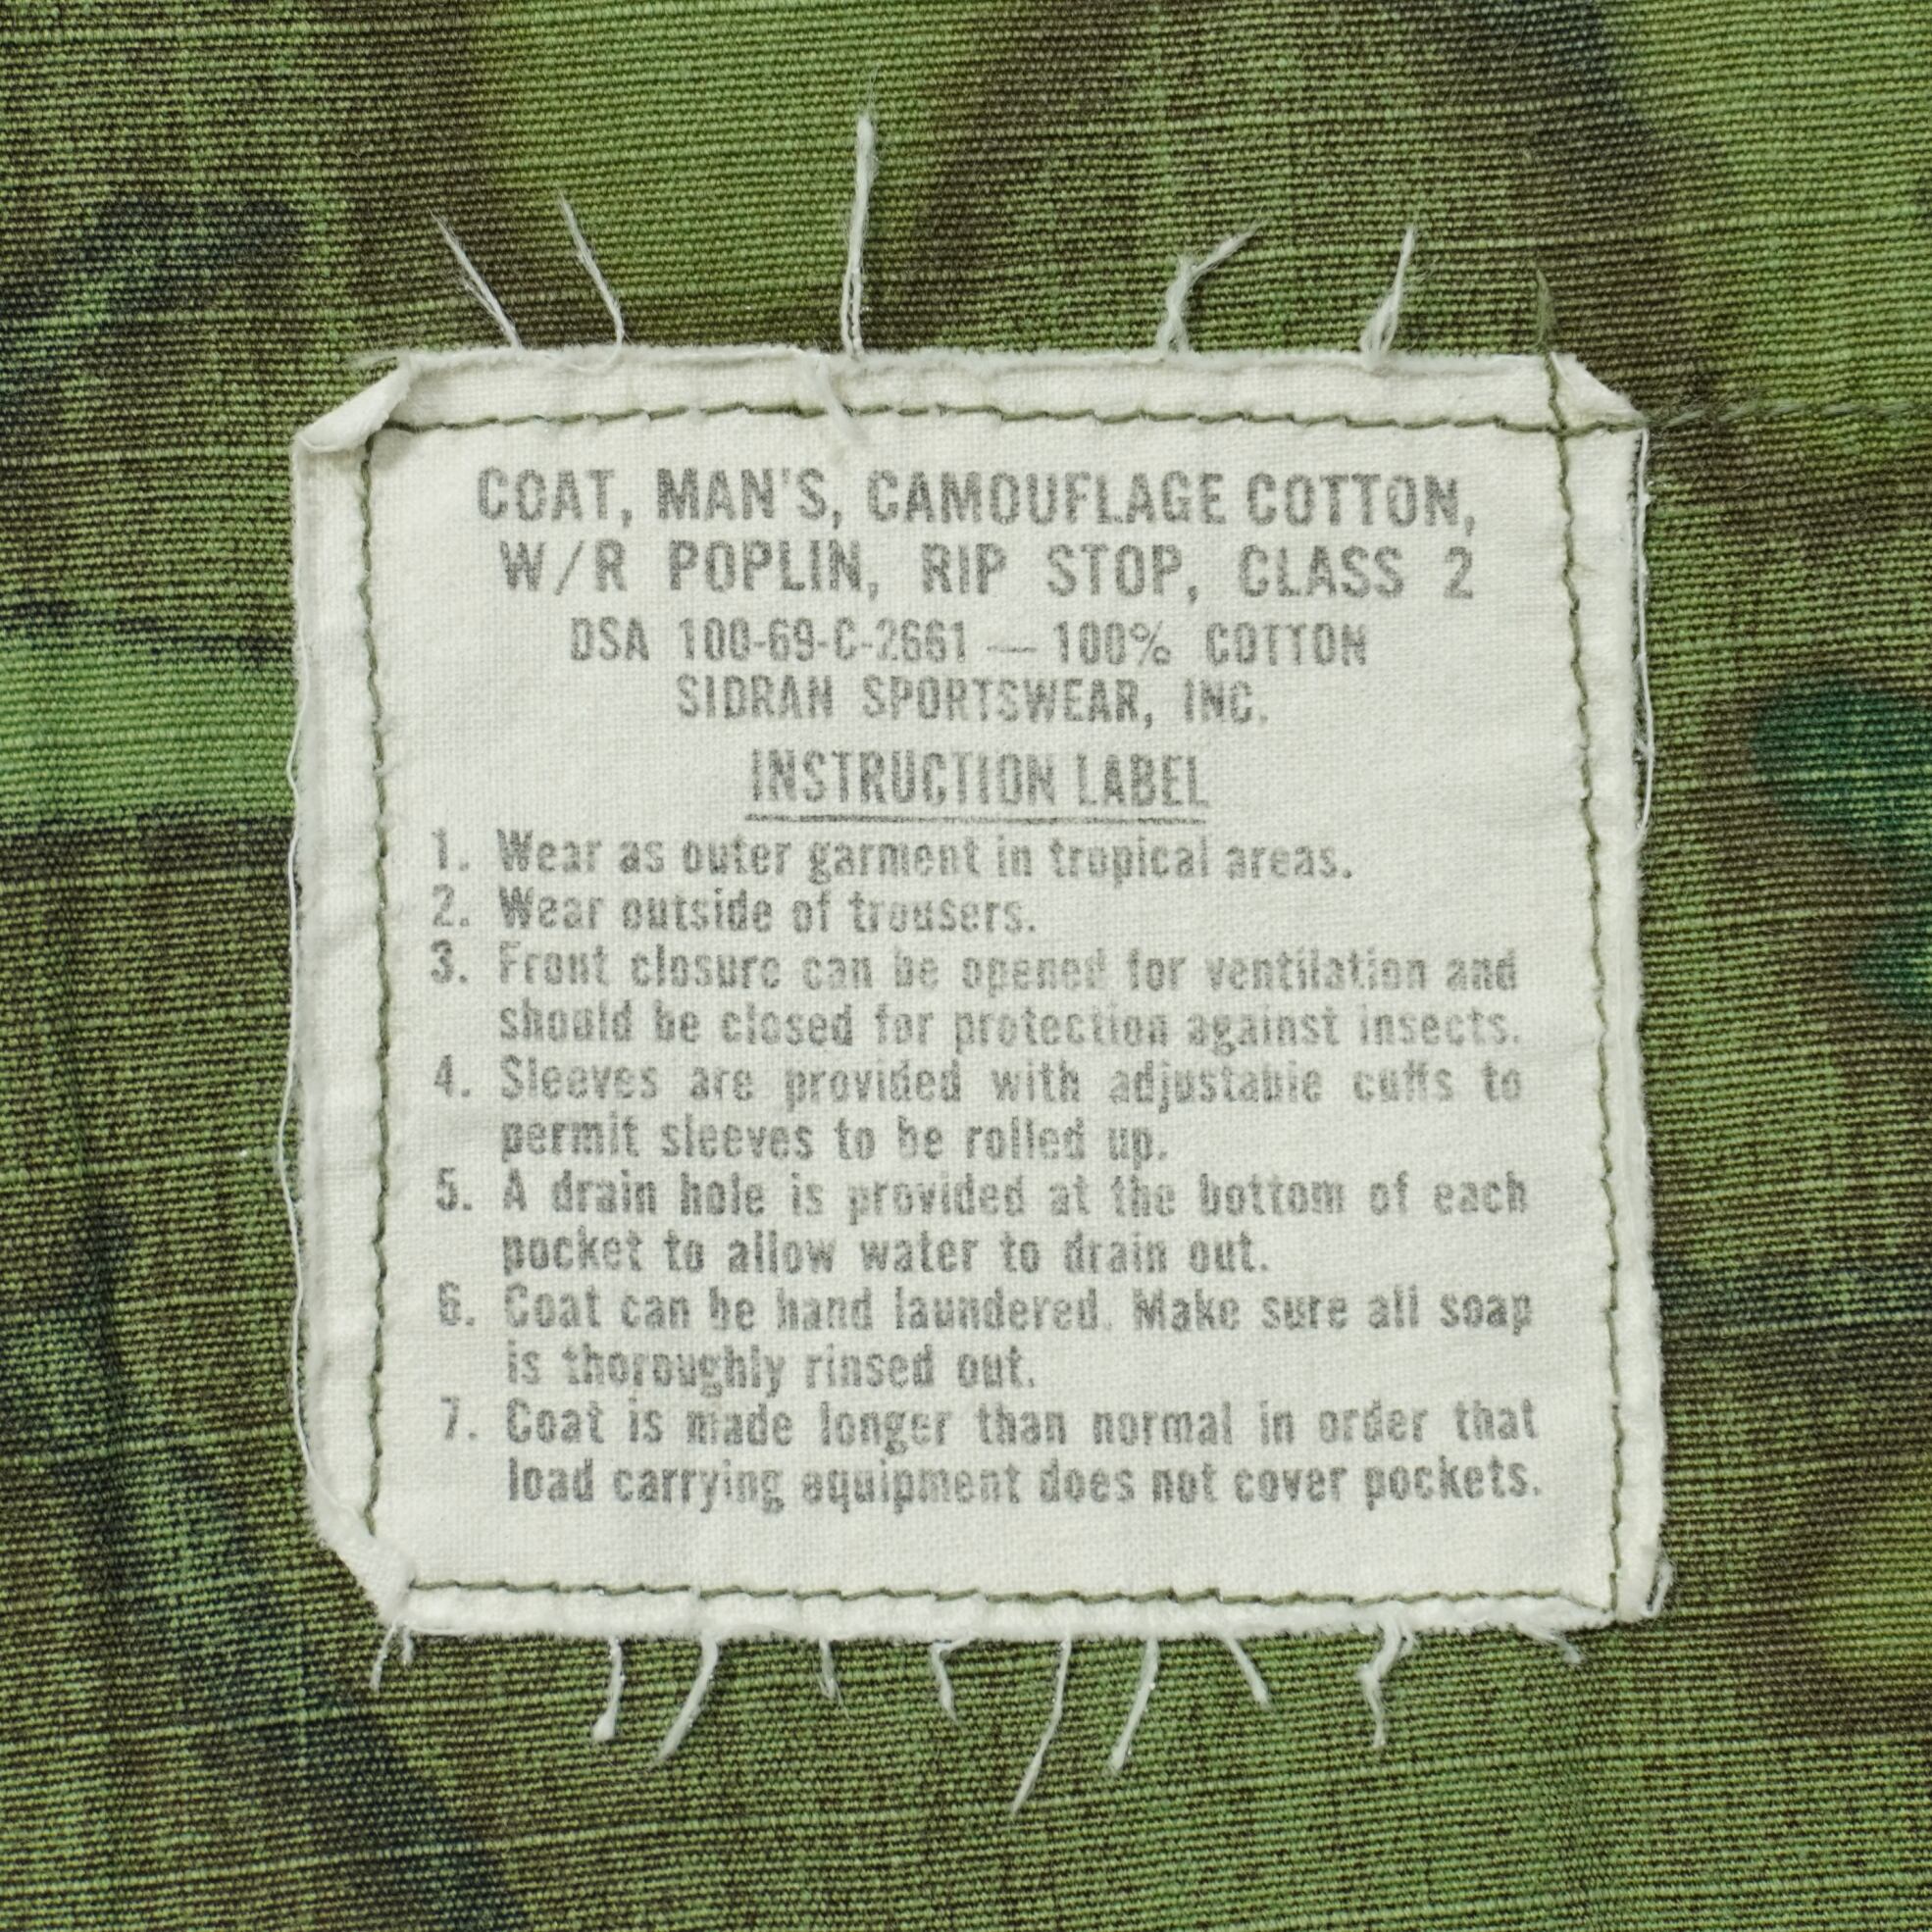 COAT, MAN'S, CAMOUFLAGE COTTON,
W/R POPLIN, RIP STOP, CLASS 2
DSA 100-69-C-2661 — 100% COTTON
SIDRAN SPORTSWEAR, INC.
INSTRUCTION LABEL
1. Wear as outer garment in tropical areas.
2. Wear outside of trousers.
3. Front closure can be opened for ventilation and
should be closed for protection against insects.
4. Sleeves are provided with adjustable cuffs to
permit sleeves to be rolled up.
5. A drain hole is provided at the bottom of each
pocket to allow water to drain out.
6. Coat can be hand laundered. Make sure all soap
is thoroughly rinsed out.
7. Coat is made longer than normal in order that
load carrying equipment does not cover pockets.